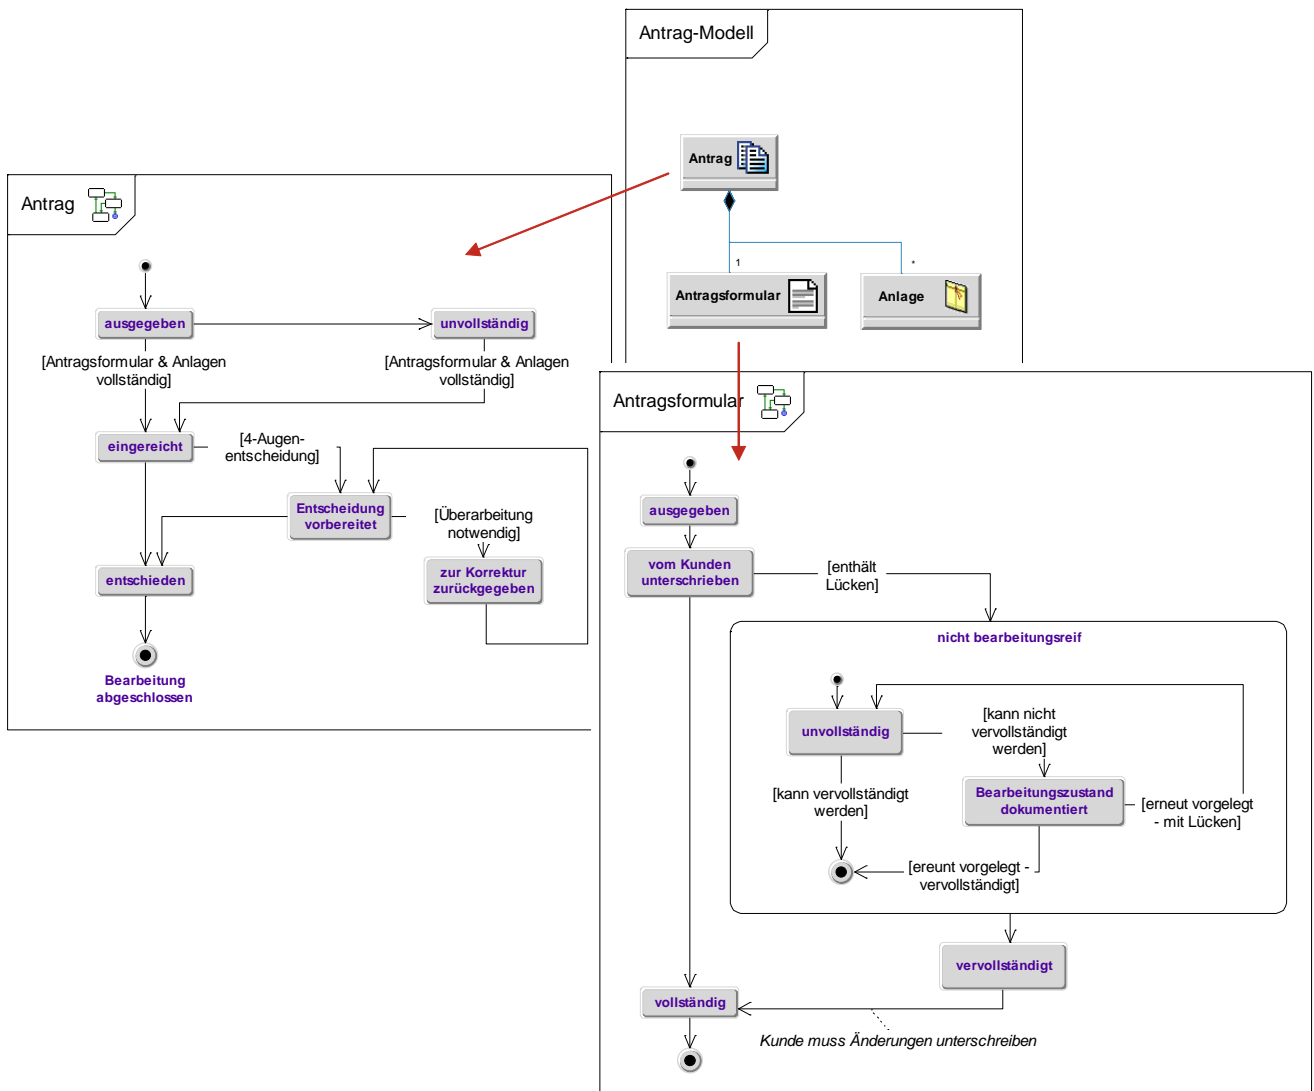 Antrag-Modell
Antrag
1
*
Antragsformular
Anlage
Antrag
ausgegeben
unvollständig
[Antragsformular & Anlagen
vollständig]
[Antragsformular & Anlagen
vollständig]
eingereicht
[4-Augen-
entscheidung]
Entscheidung
vorbereitet
[Überarbeitung
notwendig]
entschieden
zur Korrektur
zurückgegeben
Bearbeitung
abgeschlossen
Antragsformular
ausgegeben
vom Kunden
unterschrieben
[enthält
Lücken]
nicht bearbeitungsreif
unvollständig
[kann nicht
vervollständigt
werden]
[kann vervollständigt
werden]
Bearbeitungszustand
dokumentiert
[erneut vorgelegt
- mit Lücken]
[ereunt vorgelegt -
vervollständigt]
vervollständigt
vollständig
Kunde muss Änderungen unterschreiben